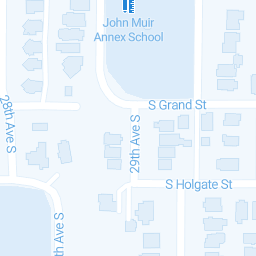 John Muir
Annex School
S Grand St
28th Ave S
29th Ave S
S Holgate St
th Ave S